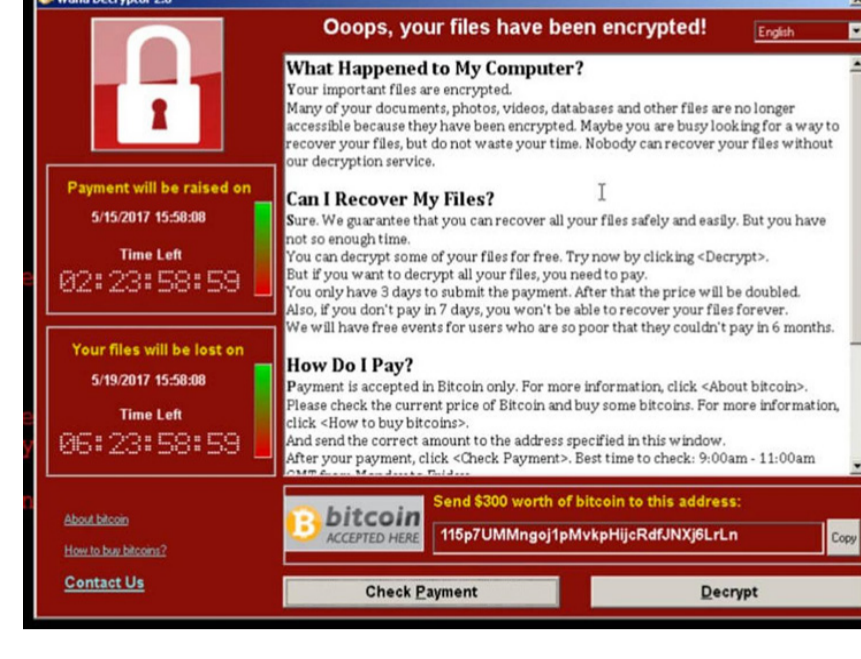 Wana Decrypt0r 2.0
Ooops, your files have been encrypted!
English
What Happened to My Computer?
Your important files are encrypted.
Many of your documents, photos, videos, databases and other files are no longer
accessible because they have been encrypted. Maybe you are busy looking for a way to
recover your files, but do not waste your time. Nobody can recover your files without
our decryption service.
Can I Recover My Files?
Sure. We guarantee that you can recover all your files safely and easily. But you have
not so enough time.
You can decrypt some of your files for free. Try now by clicking <Decrypt>.
But if you want to decrypt all your files, you need to pay.
You only have 3 days to submit the payment. After that the price will be doubled.
Also, if you don't pay in 7 days, you won't be able to recover your files forever.
We will have free events for users who are so poor that they couldn't pay in 6 months.
How Do I Pay?
Payment is accepted in Bitcoin only. For more information, click <About bitcoin>.
Please check the current price of Bitcoin and buy some bitcoins. For more information,
click <How to buy bitcoins>.
And send the correct amount to the address specified in this window.
After your payment, click <Check Payment>. Best time to check: 9:00am - 11:00am
GMT from Monday to Friday.
Payment will be raised on
5/15/2017 15:58:08
Time Left
02:23:58:59
Your files will be lost on
5/19/2017 15:58:08
Time Left
06:23:58:59
About bitcoin
How to buy bitcoins?
Contact Us
bitcoin
ACCEPTED HERE
Send $300 worth of bitcoin to this address:
115p7UMMngoj1pMvkpHijcRdfJNXj6LrLn
Copy
Check Payment
Decrypt